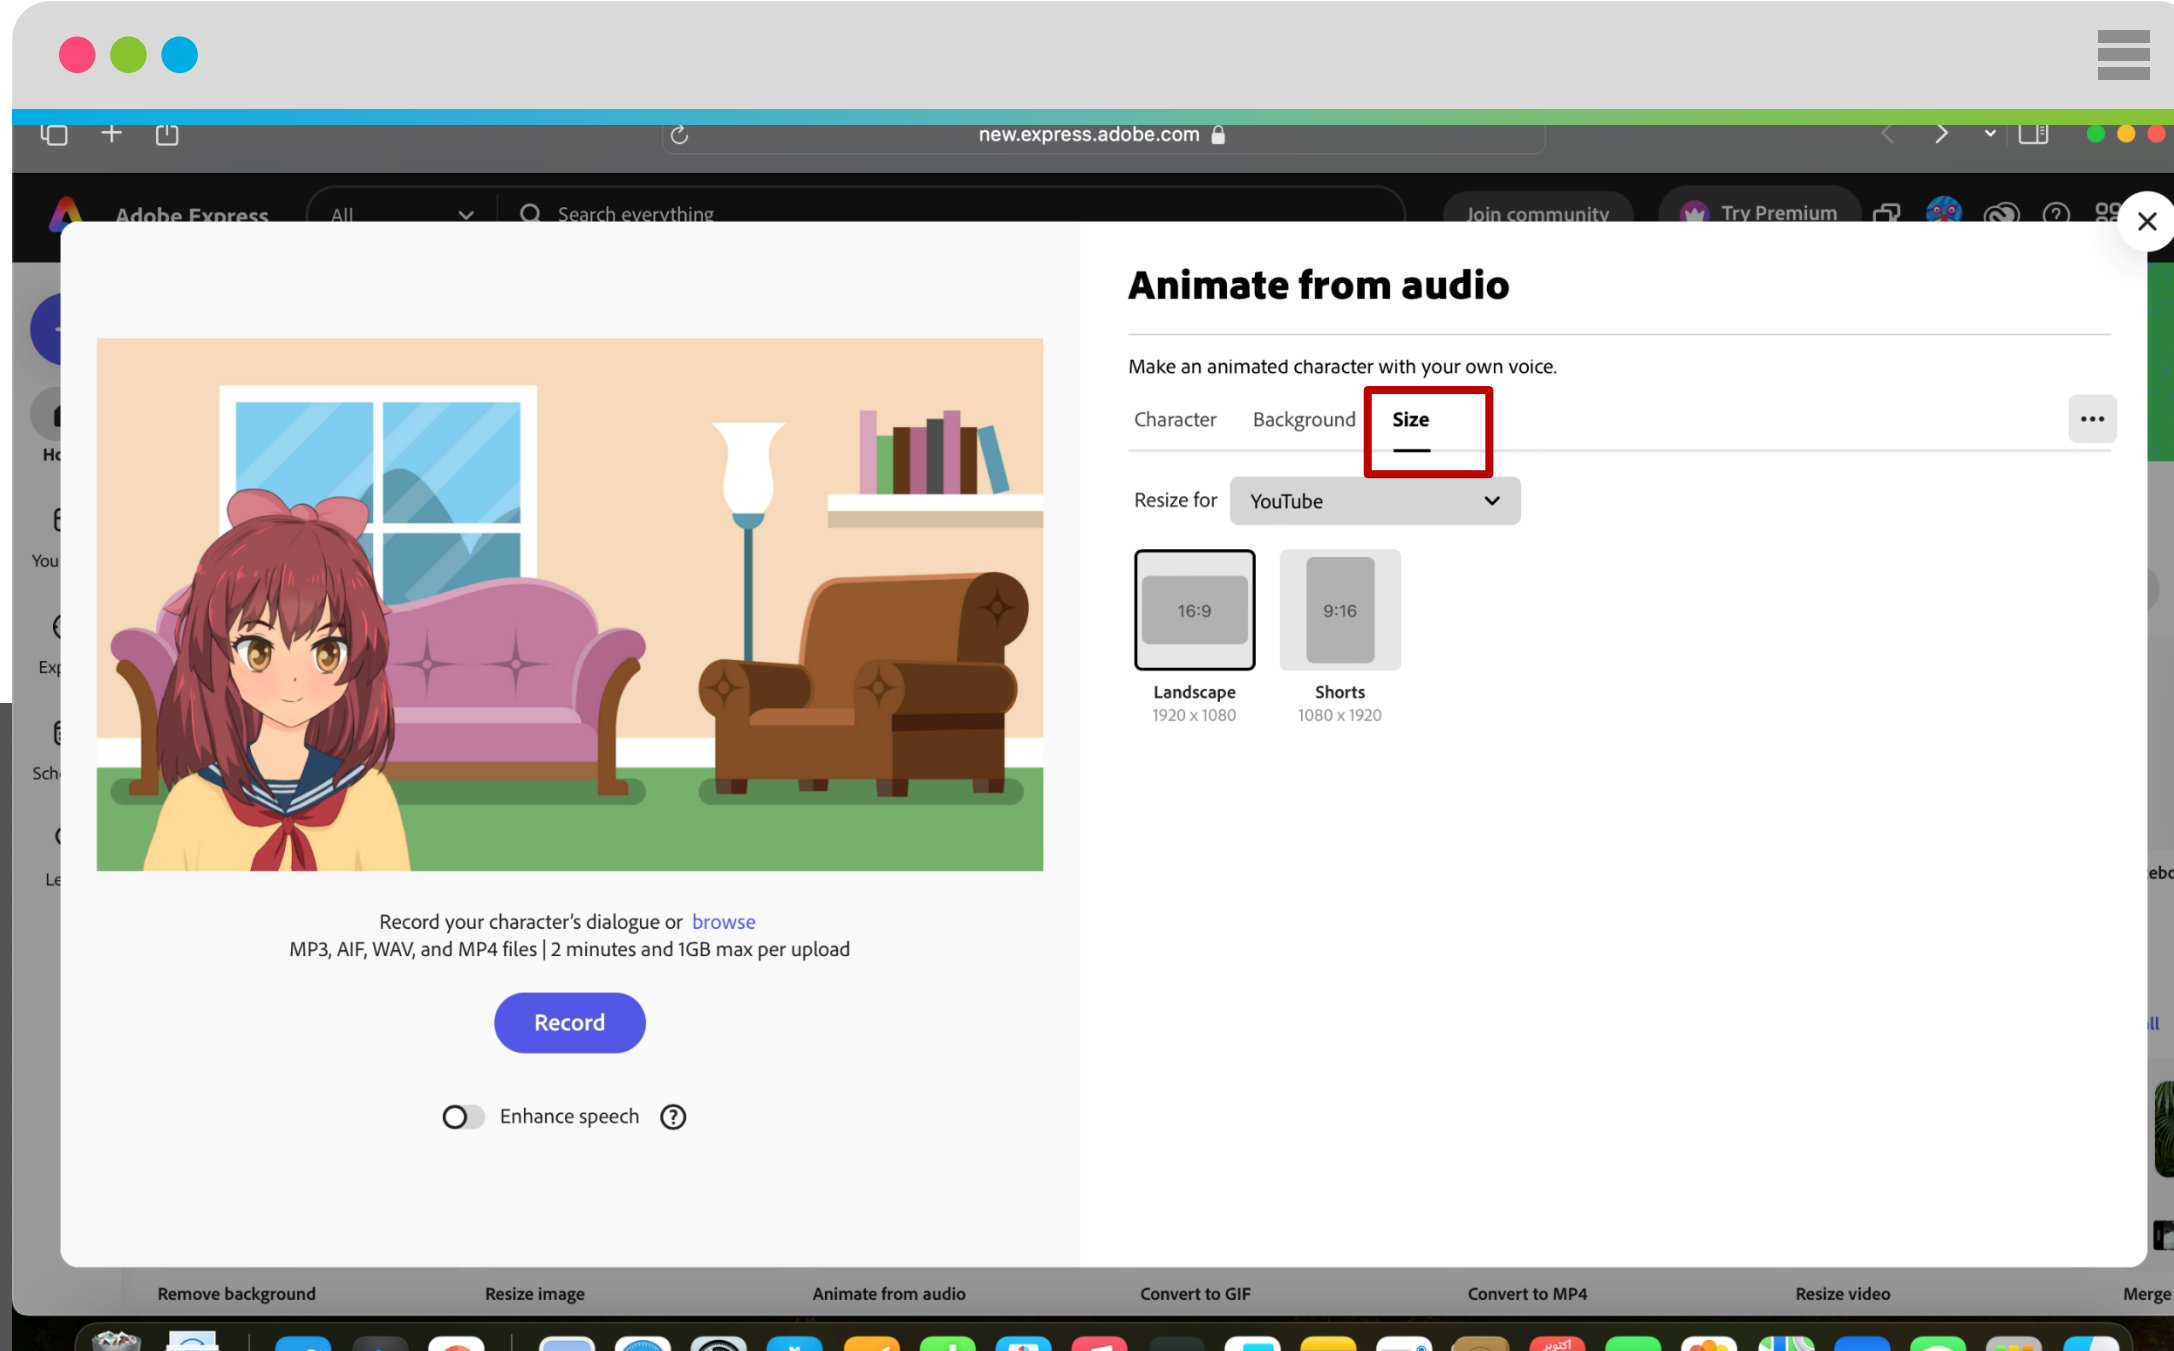 new.express.adobe.com
Adobe Express
All
Search everything
Join community
Try Premium
Animate from audio
Make an animated character with your own voice.
Character
Background
Size
Resize for
YouTube
16:9
9:16
Landscape
Shorts
1920 x 1080
1080 x 1920
Record your character's dialogue or browse
MP3, AIF, WAV, and MP4 files | 2 minutes and 1GB max per upload
Record
Enhance speech
Remove background
Resize image
Animate from audio
Convert to GIF
Convert to MP4
Resize video
Merge
أكتوبر